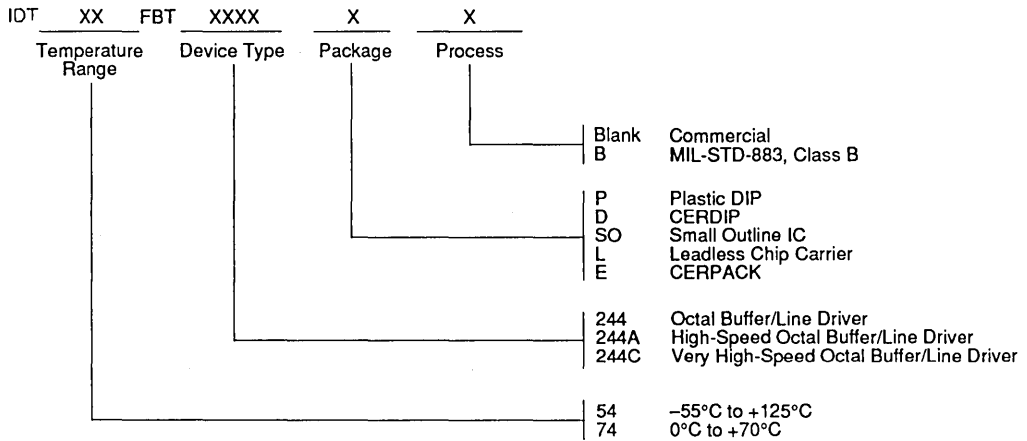 IDT XX FBT XXXX X X
Temperature Range Device Type Package Process
Blank Commercial
B MIL-STD-883, Class B
P Plastic DIP
D CERDIP
SO Small Outline IC
L Leadless Chip Carrier
E CERPACK
244 Octal Buffer/Line Driver
244A High-Speed Octal Buffer/Line Driver
244C Very High-Speed Octal Buffer/Line Driver
54 –55°C to +125°C
74 0°C to +70°C